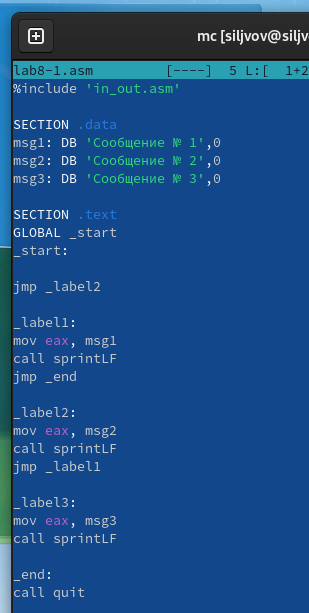 mc [siljvov@siljvo
lab8-1.asm [----] 5 L:[ 1+2
%include 'in_out.asm'
SECTION .data
msg1: DB 'Сообщение № 1',0
msg2: DB 'Сообщение № 2',0
msg3: DB 'Сообщение № 3',0
SECTION .text
GLOBAL _start
_start:
jmp _label2
_label1:
mov eax, msg1
call sprintLF
jmp _end
_label2:
mov eax, msg2
call sprintLF
jmp _label1
_label3:
mov eax, msg3
call sprintLF
_end:
call quit